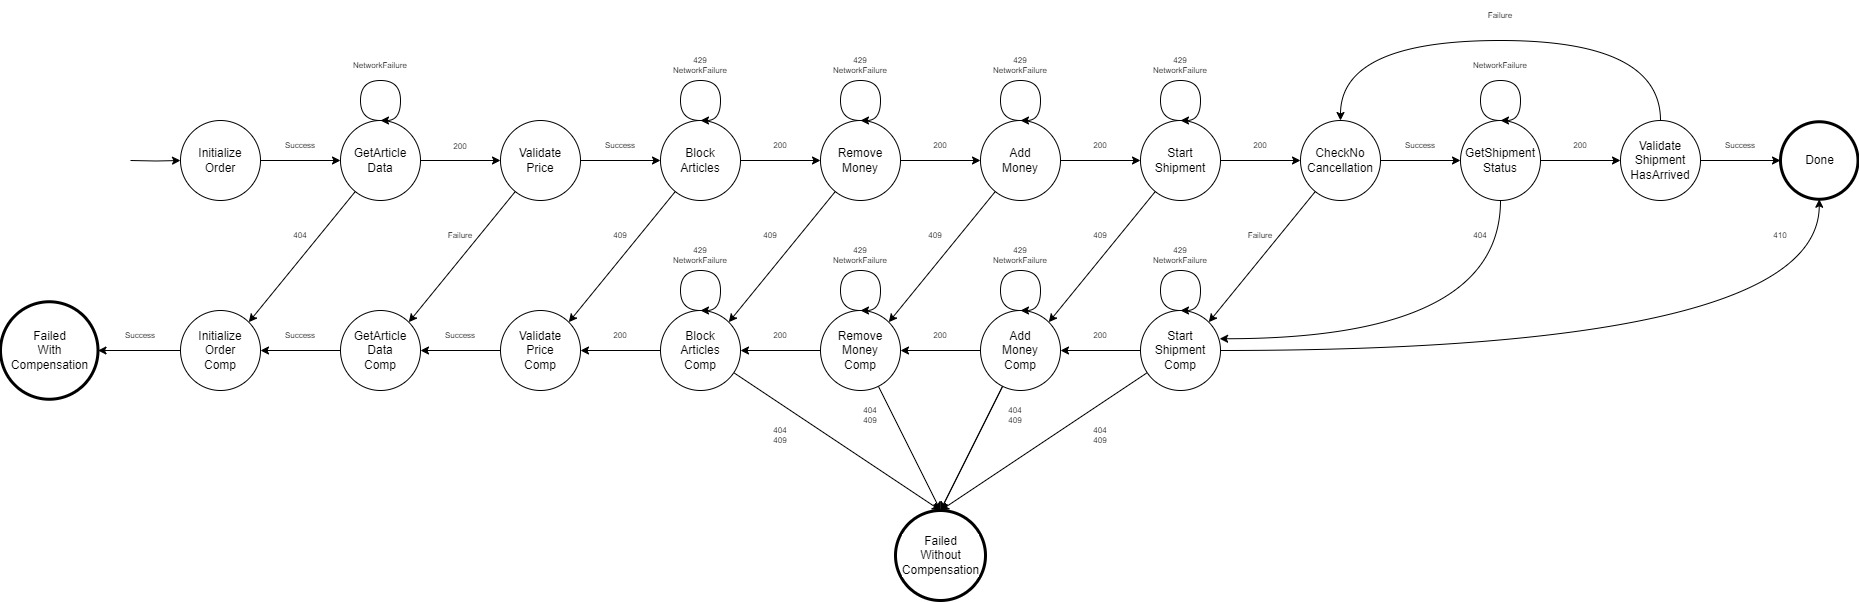 Failure
429
NetworkFailure
429
NetworkFailure
429
NetworkFailure
429
NetworkFailure
NetworkFailure
NetworkFailure
Initialize
Order
Success
GetArticle
Data
200
Validate
Price
Success
Block
Articles
200
Remove
Money
200
Add
Money
200
Start
Shipment
200
CheckNo
Cancellation
Success
GetShipment
Status
200
Validate
Shipment
HasArrived
Success
Done
404
Failure
409
409
409
409
Failure
404
410
429
NetworkFailure
429
NetworkFailure
429
NetworkFailure
429
NetworkFailure
Failed
With
Compensation
Success
Initialize
Order
Comp
Success
GetArticle
Data
Comp
Success
Validate
Price
Comp
200
Block
Articles
Comp
200
Remove
Money
Comp
200
Add
Money
Comp
200
Start
Shipment
Comp
404
409
404
409
404
409
404
409
Failed
Without
Compensation